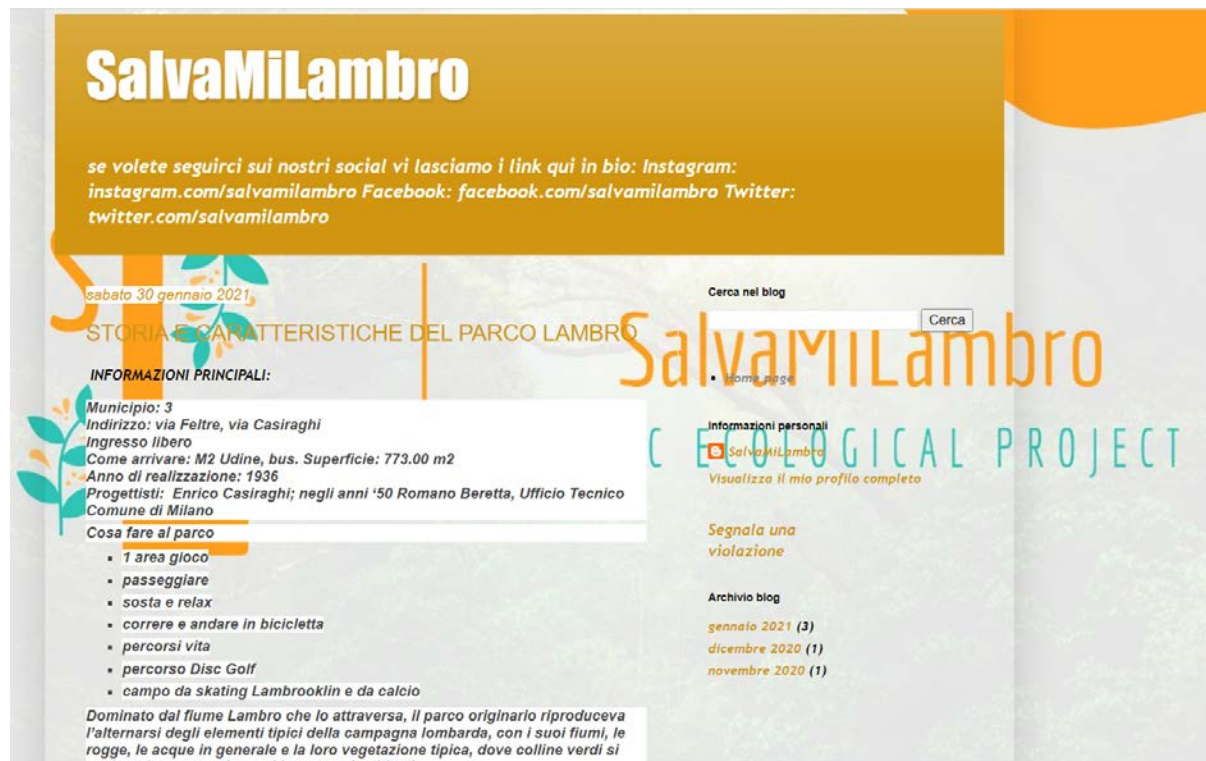 SalvaMiLambro
se volete seguirci sui nostri social vi lasciamo i link qui in bio: Instagram:
instagram.com/salvamilambro Facebook: facebook.com/salvamilambro Twitter:
twitter.com/salvamilambro
sabato 30 gennaio 2021
STORIA E CARATTERISTICHE DEL PARCO LAMBRO
INFORMAZIONI PRINCIPALI:
Municipio: 3
Indirizzo: via Feltre, via Casiraghi
Ingresso libero
Come arrivare: M2 Udine, bus. Superficie: 773.00 m2
Anno di realizzazione: 1936
Progettisti:  Enrico Casiraghi; negli anni ‘50 Romano Beretta, Ufficio Tecnico
Comune di Milano
Cosa fare al parco
▪ 1 area gioco
▪ passeggiare
▪ sosta e relax
▪ correre e andare in bicicletta
▪ percorsi vita
▪ percorso Disc Golf
▪ campo da skating Lambrooklin e da calcio
Dominato dal fiume Lambro che lo attraversa, il parco originario riproduceva
l’alternarsi degli elementi tipici della campagna lombarda, con i suoi fiumi, le
rogge, le acque in generale e la loro vegetazione tipica, dove colline verdi si
Cerca nel blog
Cerca
• Home page
Informazioni personali
SalvaMiLambro
Visualizza il mio profilo completo
Segnala una
violazione
Archivio blog
gennaio 2021 (3)
dicembre 2020 (1)
novembre 2020 (1)
SalvaMiLambro
C ECOLOGICAL PROJECT